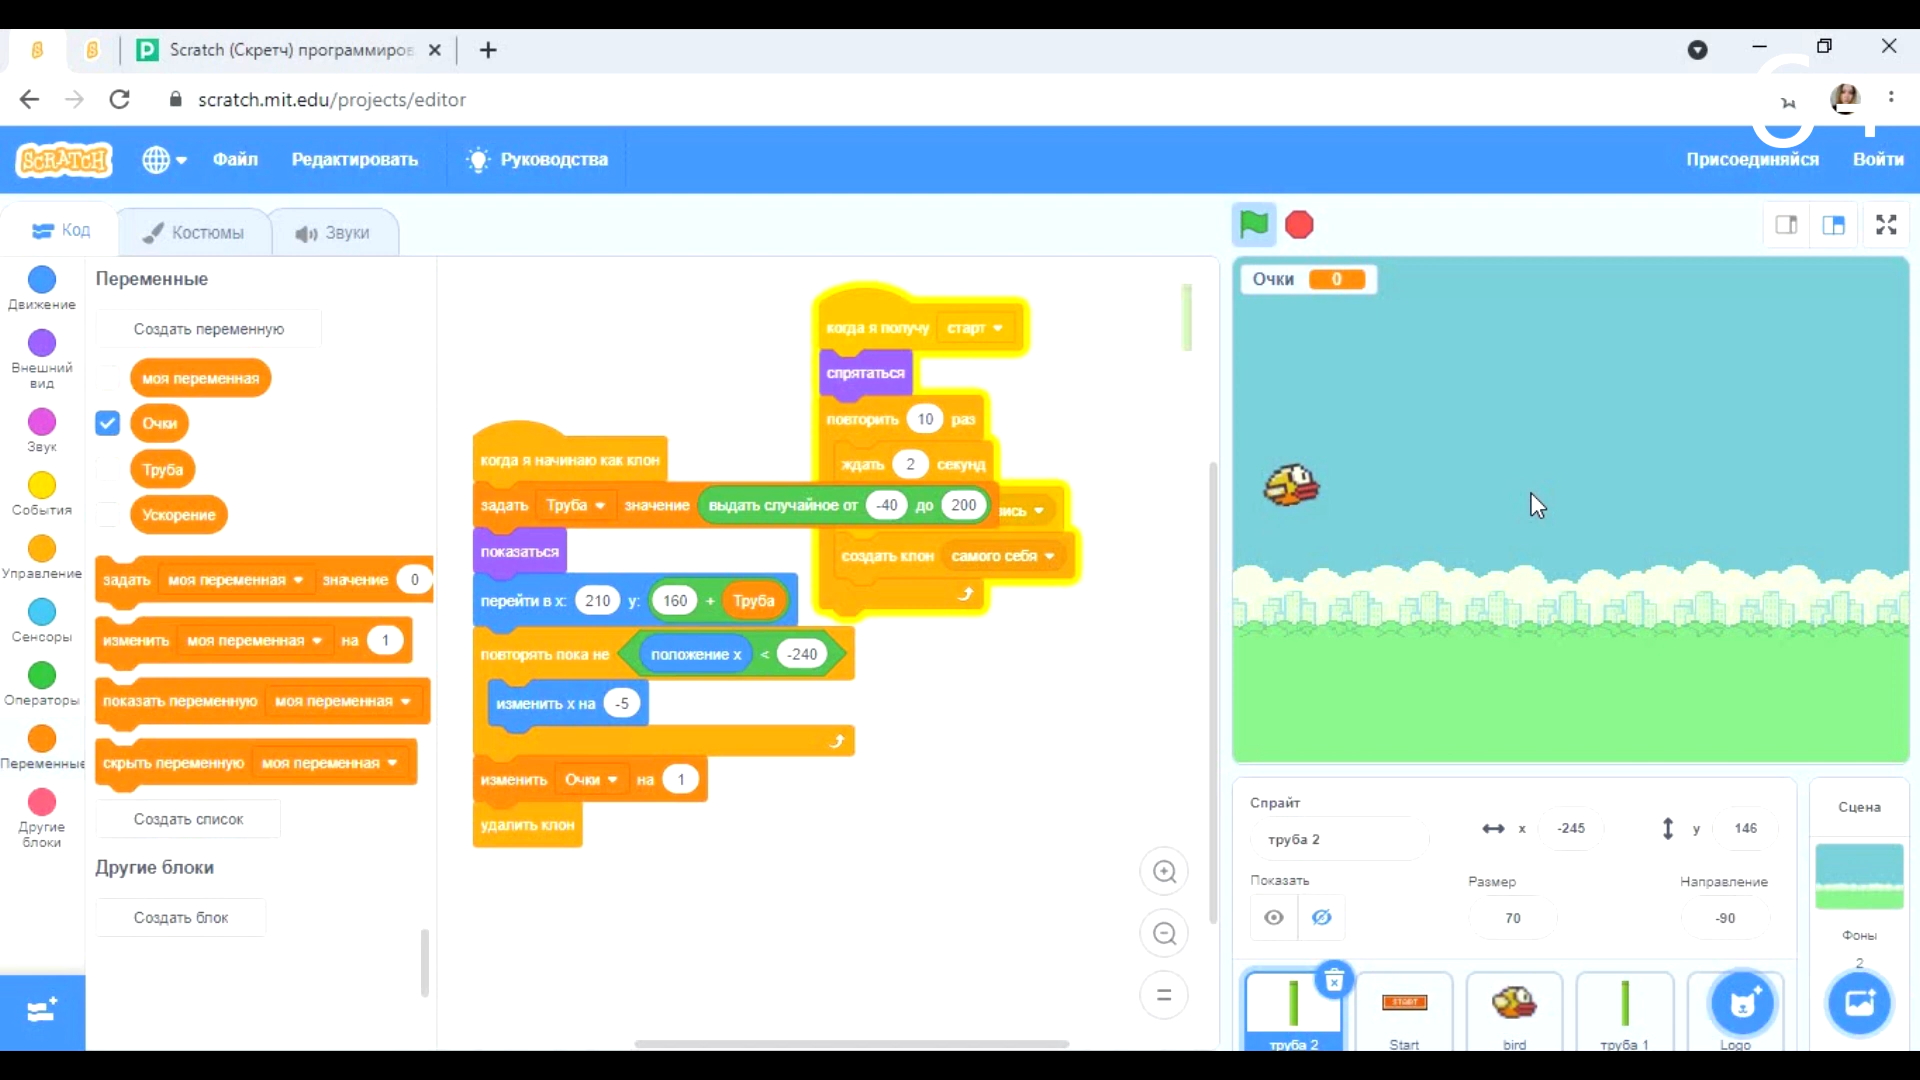 Scratch (Скретч) программиров
scratch.mit.edu/projects/editor
SCRATCH
Файл
Редактировать
Руководства
Присоединяйся
Войти
Код
Костюмы
Звуки
Движение
Внешний вид
Звук
События
Управление
Сенсоры
Операторы
Переменные
Другие блоки
Переменные
Создать переменную
моя переменная
Очки
Труба
Ускорение
задать моя переменная значение 0
изменить моя переменная на 1
показать переменную моя переменная
скрыть переменную моя переменная
Создать список
Другие блоки
Создать блок
когда я получу старт
спрятаться
повторить 10 раз
ждать 2 секунд
создать клон самого себя
когда я начинаю как клон
задать Труба значение выдать случайное от -40 до 200
показаться
перейти в x: 210 y: 160 + Труба
повторять пока не положение x < -240
изменить x на -5
изменить Очки на 1
удалить клон
Очки 0
Спрайт
труба 2
x -245
y 146
Показать
Размер
70
Направление
-90
Сцена
Фоны
2
труба 2
START
Start
bird
труба 1
Logo